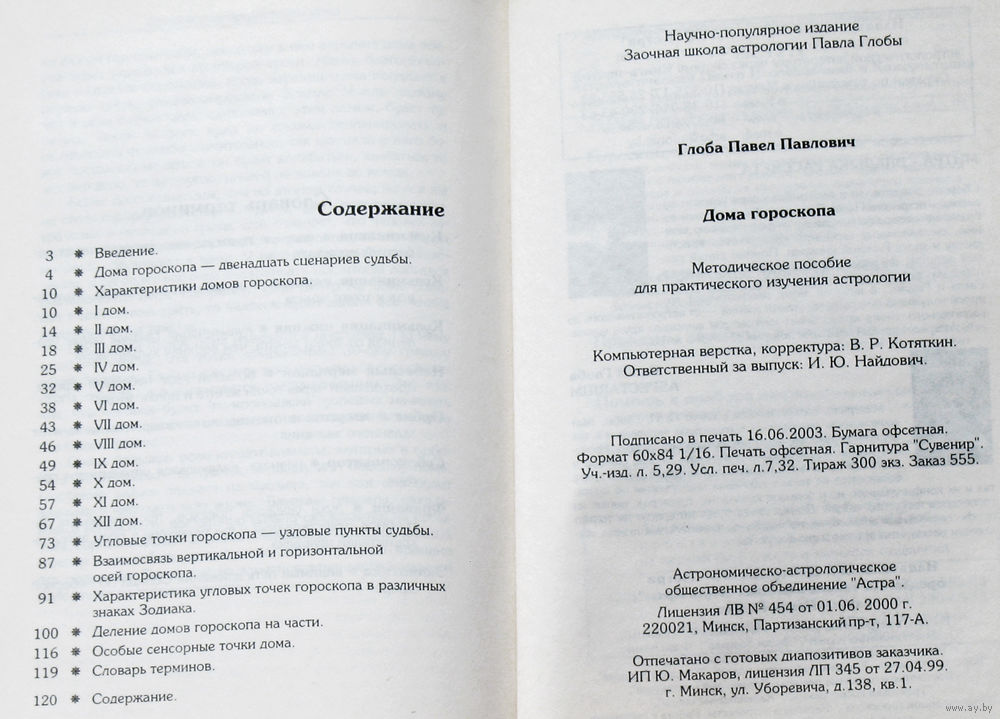 Содержание
3 ✷ Введение.
4 ✷ Дома гороскопа — двенадцать сценариев судьбы.
10 ✷ Характеристики домов гороскопа.
10 ✷ I дом.
14 ✷ II дом.
18 ✷ III дом.
25 ✷ IV дом.
32 ✷ V дом.
38 ✷ VI дом.
43 ✷ VII дом.
46 ✷ VIII дом.
49 ✷ IX дом.
54 ✷ X дом.
57 ✷ XI дом.
67 ✷ XII дом.
73 ✷ Угловые точки гороскопа — узловые пункты судьбы.
87 ✷ Взаимосвязь вертикальной и горизонтальной
осей гороскопа.
91 ✷ Характеристика угловых точек гороскопа в различных
знаках Зодиака.
100 ✷ Деление домов гороскопа на части.
116 ✷ Особые сенсорные точки дома.
119 ✷ Словарь терминов.
120 ✷ Содержание.
Научно-популярное издание
Заочная школа астрологии Павла Глобы
Глоба Павел Павлович
Дома гороскопа
Методическое пособие
для практического изучения астрологии
Компьютерная верстка, корректура: В. Р. Котяткин.
Ответственный за выпуск: И. Ю. Найдович.
Подписано в печать 16.06.2003. Бумага офсетная.
Формат 60х84 1/16. Печать офсетная. Гарнитура "Сувенир".
Уч.-изд. л. 5,29. Усл. печ. л.7,32. Тираж 300 экз. Заказ 555.
Астрономическо-астрологическое
общественное объединение "Астра".
Лицензия ЛВ № 454 от 01.06. 2000 г.
220021, Минск, Партизанский пр-т, 117-А.
Отпечатано с готовых диапозитивов заказчика.
ИП Ю. Макаров, лицензия ЛП 345 от 27.04.99.
г. Минск, ул. Уборевича, д.138, кв.1.
www.ay.by